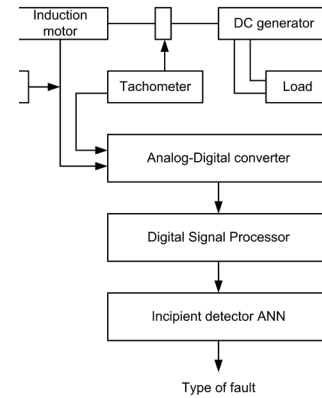 Induction
motor
DC generator
Tachometer
Load
Analog-Digital converter
Digital Signal Processor
Incipient detector ANN
Type of fault